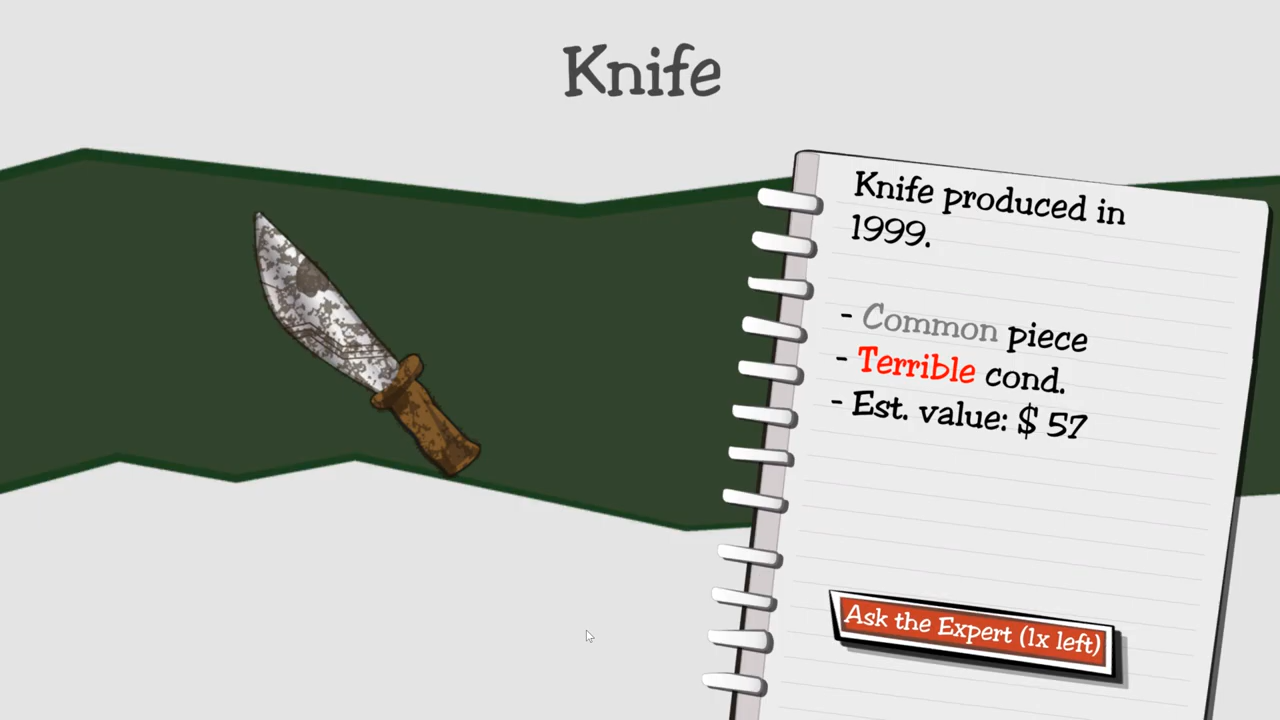 Knife
Knife produced in
1999.
- Common piece
- Terrible cond.
- Est. value: $ 57
Ask the Expert (1x left)